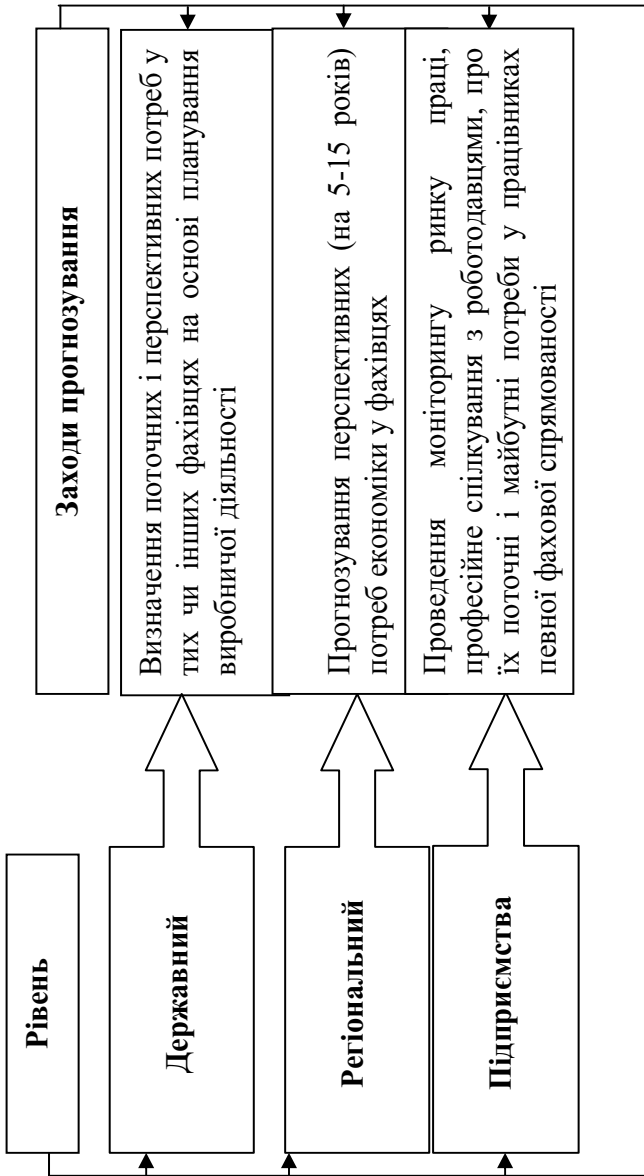 Рівень
Заходи прогнозування
Державний
Визначення поточних і перспективних потреб у
тих чи інших фахівцях на основі планування
виробничої діяльності
Регіональний
Прогнозування перспективних (на 5-15 років)
потреб економіки у фахівцях
Підприємства
Проведення моніторингу ринку праці,
професійне спілкування з роботодавцями, про
їх поточні і майбутні потреби у працівниках
певної фахової спрямованості